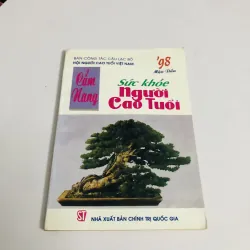 BAN CÔNG TÁC CÂU LẠC BỘ
HỘI NGƯỜI CAO TUỔI VIỆT NAM
'98
Mậu-Dần
Cẩm
Nang
Sức khỏe
Người
Cao Tuổi
ST
NHÀ XUẤT BẢN CHÍNH TRỊ QUỐC GIA